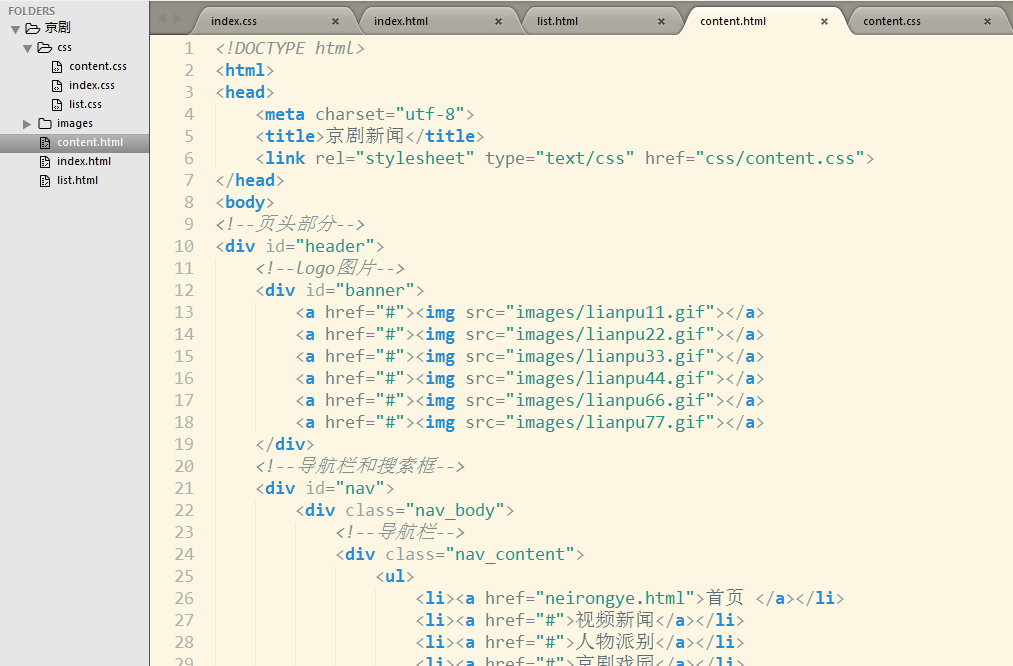 FOLDERS
京剧
css
content.css
index.css
list.css
images
content.html
index.html
list.html
index.css × index.html × list.html × content.html × content.css ×
1 <!DOCTYPE html>
2 <html>
3 <head>
4 <meta charset="utf-8">
5 <title>京剧新闻</title>
6 <link rel="stylesheet" type="text/css" href="css/content.css">
7 </head>
8 <body>
9 <!--页头部分-->
10 <div id="header">
11 <!--logo图片-->
12 <div id="banner">
13 <a href="#"><img src="images/lianpu11.gif"></a>
14 <a href="#"><img src="images/lianpu22.gif"></a>
15 <a href="#"><img src="images/lianpu33.gif"></a>
16 <a href="#"><img src="images/lianpu44.gif"></a>
17 <a href="#"><img src="images/lianpu66.gif"></a>
18 <a href="#"><img src="images/lianpu77.gif"></a>
19 </div>
20 <!--导航栏和搜索框-->
21 <div id="nav">
22 <div class="nav_body">
23 <!--导航栏-->
24 <div class="nav_content">
25 <ul>
26 <li><a href="neirongye.html">首页 </a></li>
27 <li><a href="#">视频新闻</a></li>
28 <li><a href="#">人物派别</a></li>
29 <li><a href="#">京剧戏园</a></li>